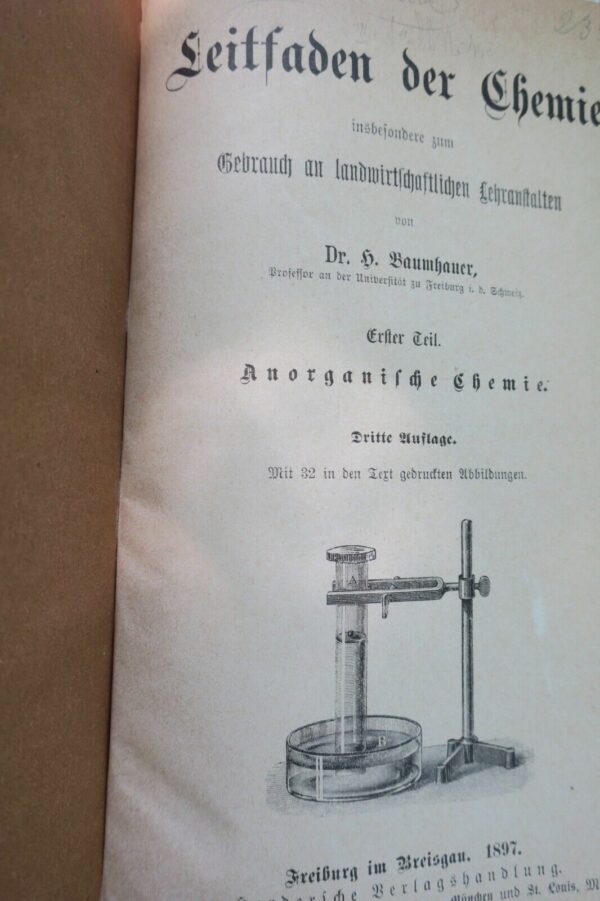 23
Leitfaden der Chemie
insbesondere zum
Gebrauch an landwirtschaftlichen Lehranstalten
von
Dr. H. Baumhauer,
Professor an der Universität zu Freiburg i. d. Schweiz.
Erster Teil.
Anorganische Chemie.
Dritte Auflage.
Mit 32 in den Text gedruckten Abbildungen.
A
B
Freiburg im Breisgau. 1897.
Verlagshandlung.
München und St. Louis, M